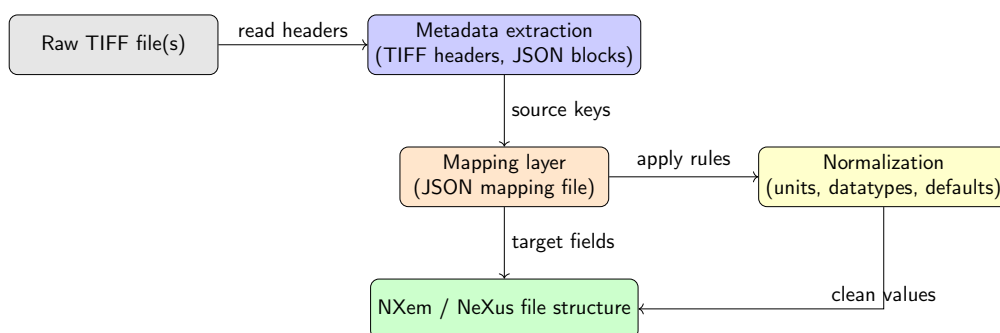 Raw TIFF file(s)
read headers
Metadata extraction
(TIFF headers, JSON blocks)
source keys
Mapping layer
(JSON mapping file)
apply rules
Normalization
(units, datatypes, defaults)
target fields
NXem / NeXus file structure
clean values